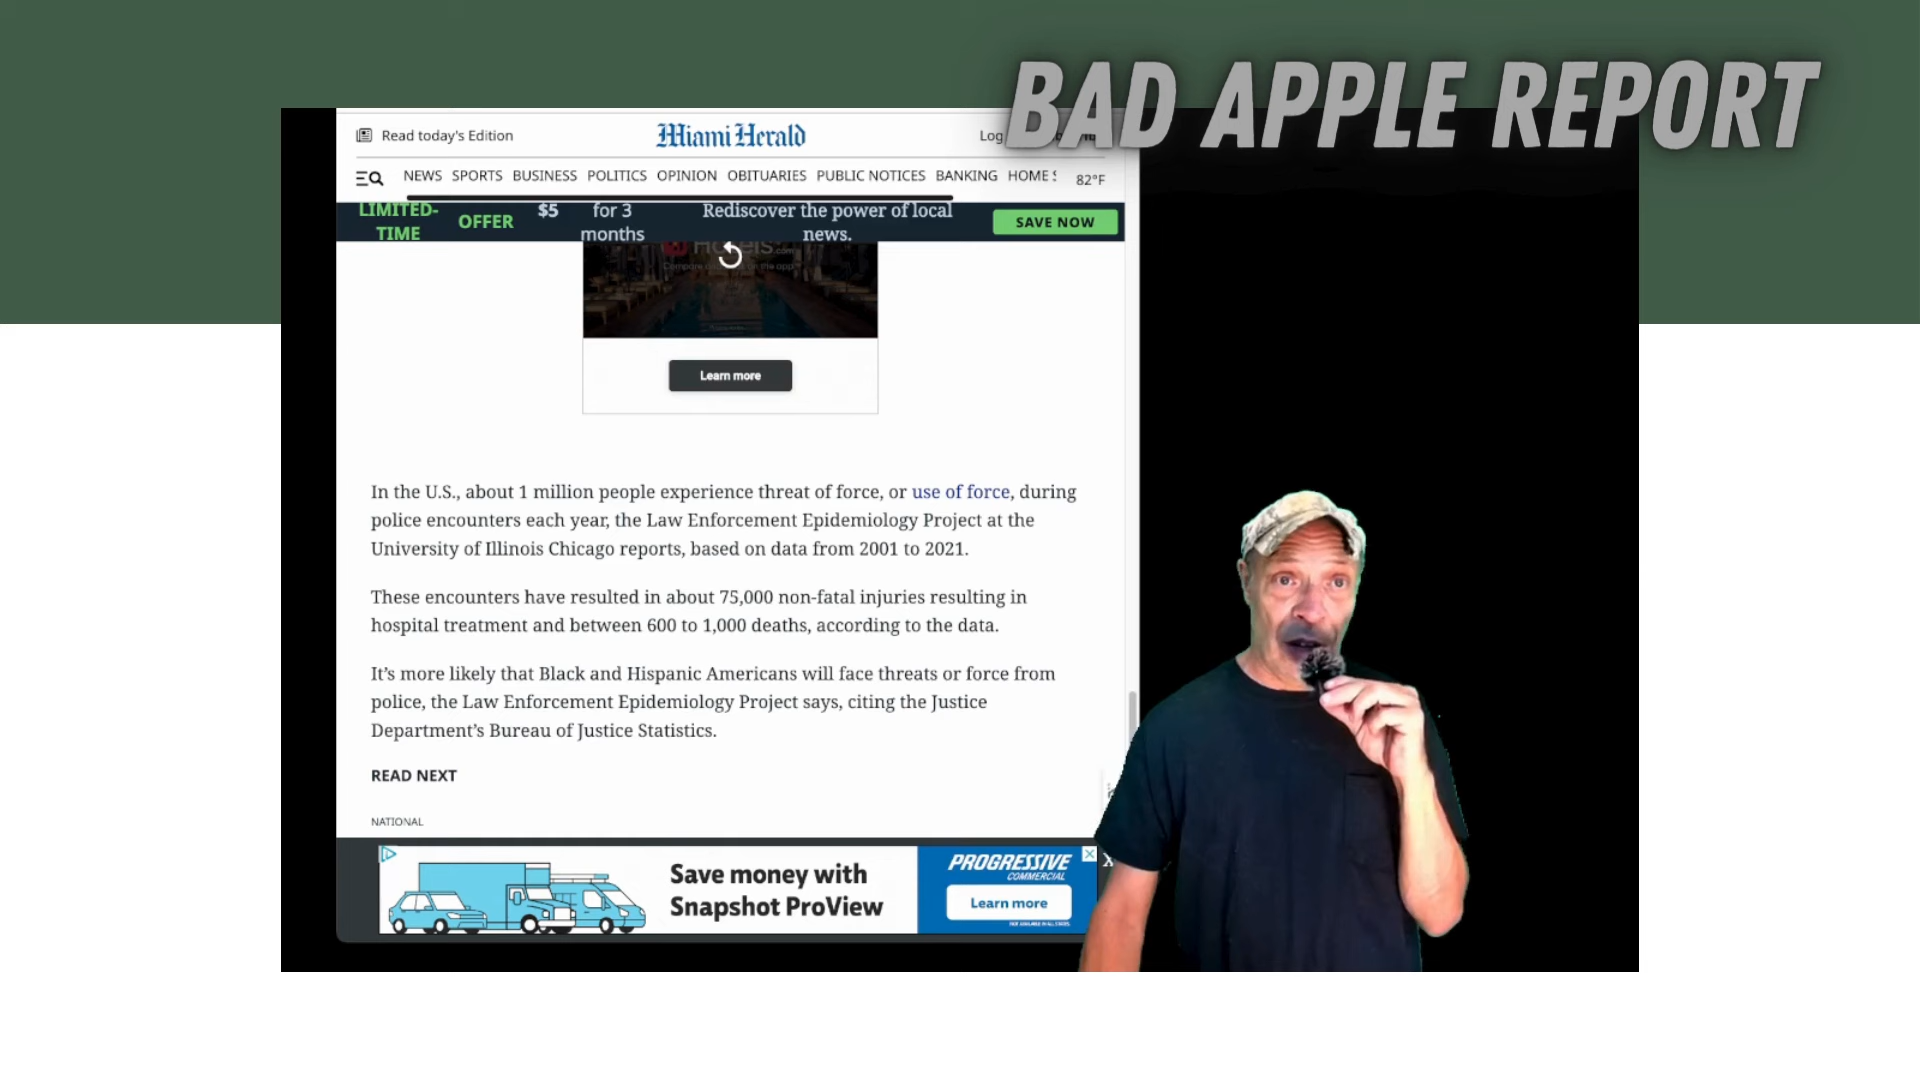 BAD APPLE REPORT
Read today's Edition
Miami Herald
Log
NEWS SPORTS BUSINESS POLITICS OPINION OBITUARIES PUBLIC NOTICES BANKING HOME
82°F
LIMITED-
TIME
OFFER
$5
for 3
months
Rediscover the power of local
news.
SAVE NOW
Learn more
In the U.S., about 1 million people experience threat of force, or use of force, during
police encounters each year, the Law Enforcement Epidemiology Project at the
University of Illinois Chicago reports, based on data from 2001 to 2021.
These encounters have resulted in about 75,000 non-fatal injuries resulting in
hospital treatment and between 600 to 1,000 deaths, according to the data.
It's more likely that Black and Hispanic Americans will face threats or force from
police, the Law Enforcement Epidemiology Project says, citing the Justice
Department's Bureau of Justice Statistics.
READ NEXT
NATIONAL
Save money with
Snapshot ProView
PROGRESSIVE
COMMERCIAL
Learn more
X